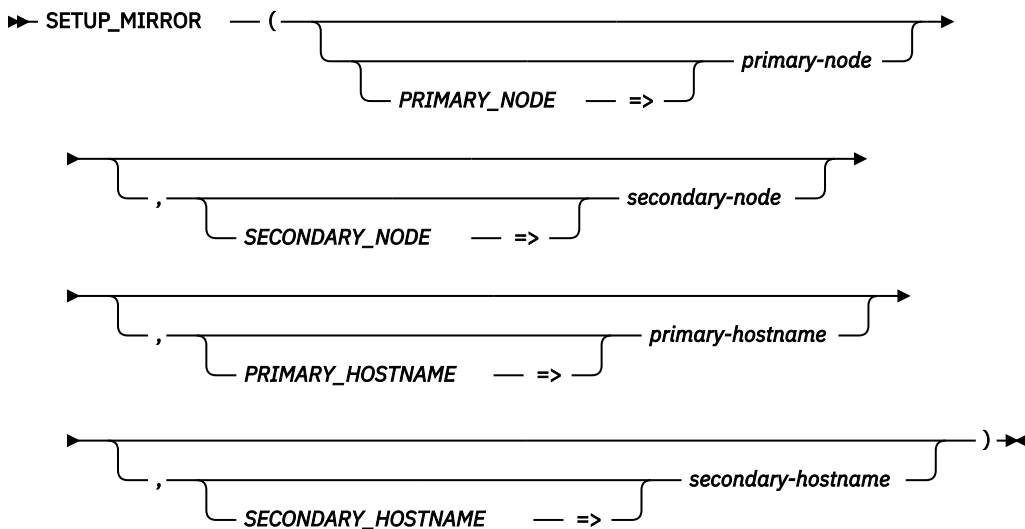 SETUP_MIRROR (
primary-node
PRIMARY_NODE =>
, secondary-node
SECONDARY_NODE =>
, primary-hostname
PRIMARY_HOSTNAME =>
)
, secondary-hostname
SECONDARY_HOSTNAME =>